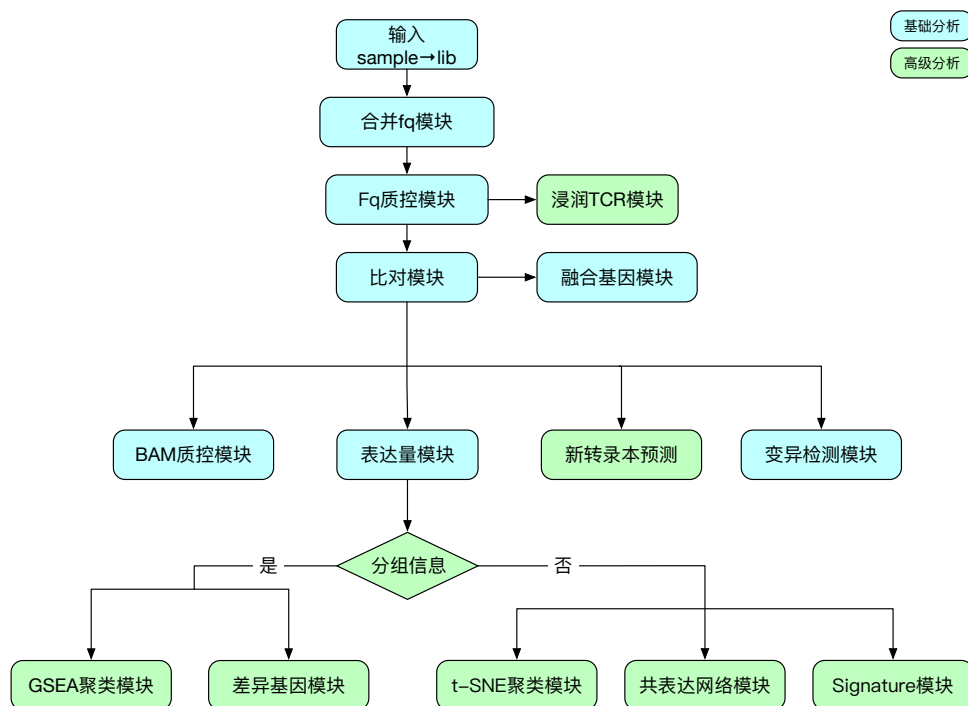 输入
sample→lib
基础分析
高级分析
合并fq模块
Fq质控模块
浸润TCR模块
比对模块
融合基因模块
BAM质控模块
表达量模块
新转录本预测
变异检测模块
是
分组信息
否
GSEA聚类模块
差异基因模块
t-SNE聚类模块
共表达网络模块
Signature模块